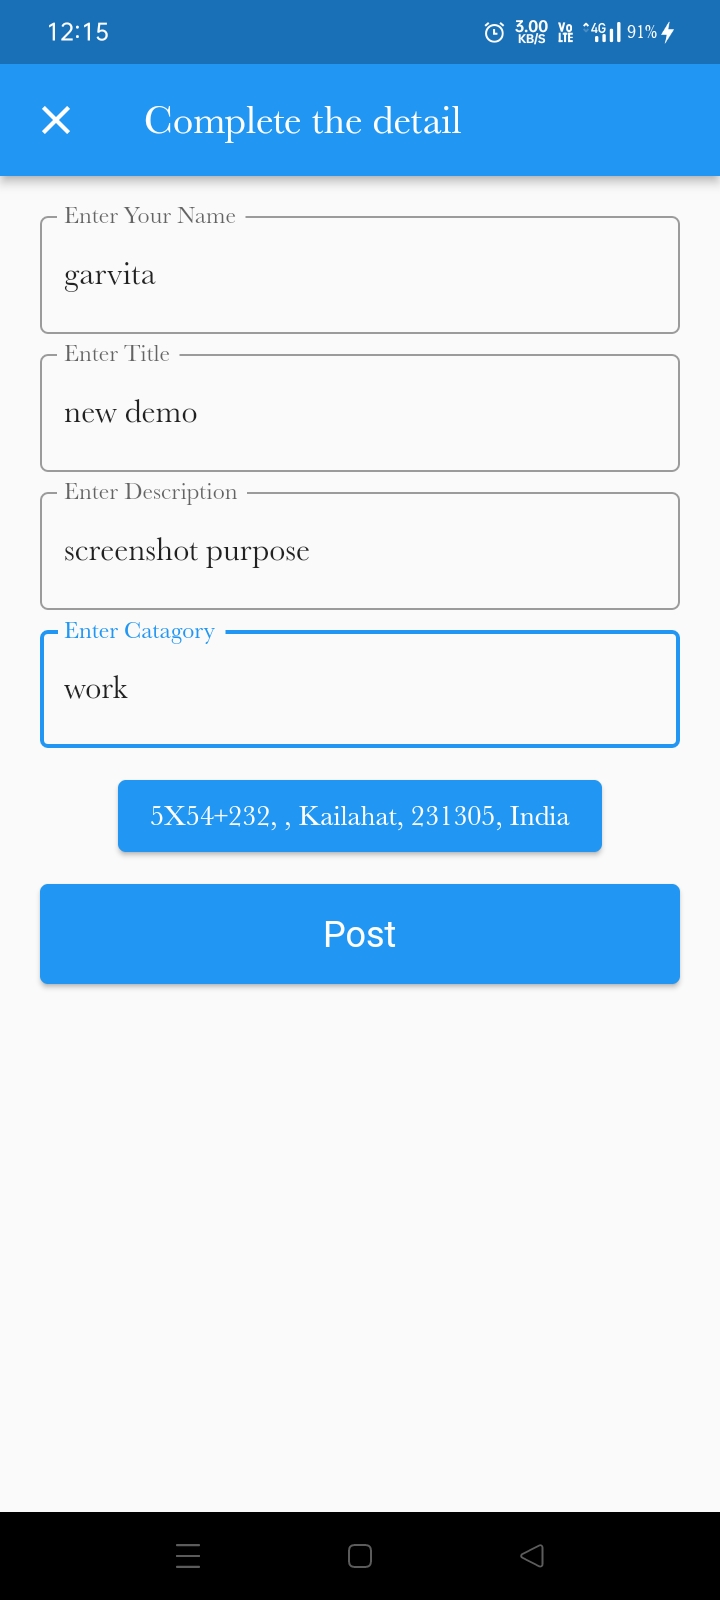 12:15 3.00 KB/S Vo LTE 4G 91%
Complete the detail
Enter Your Name
garvita
Enter Title
new demo
Enter Description
screenshot purpose
Enter Catagory
work
5X54+232, , Kailahat, 231305, India
Post